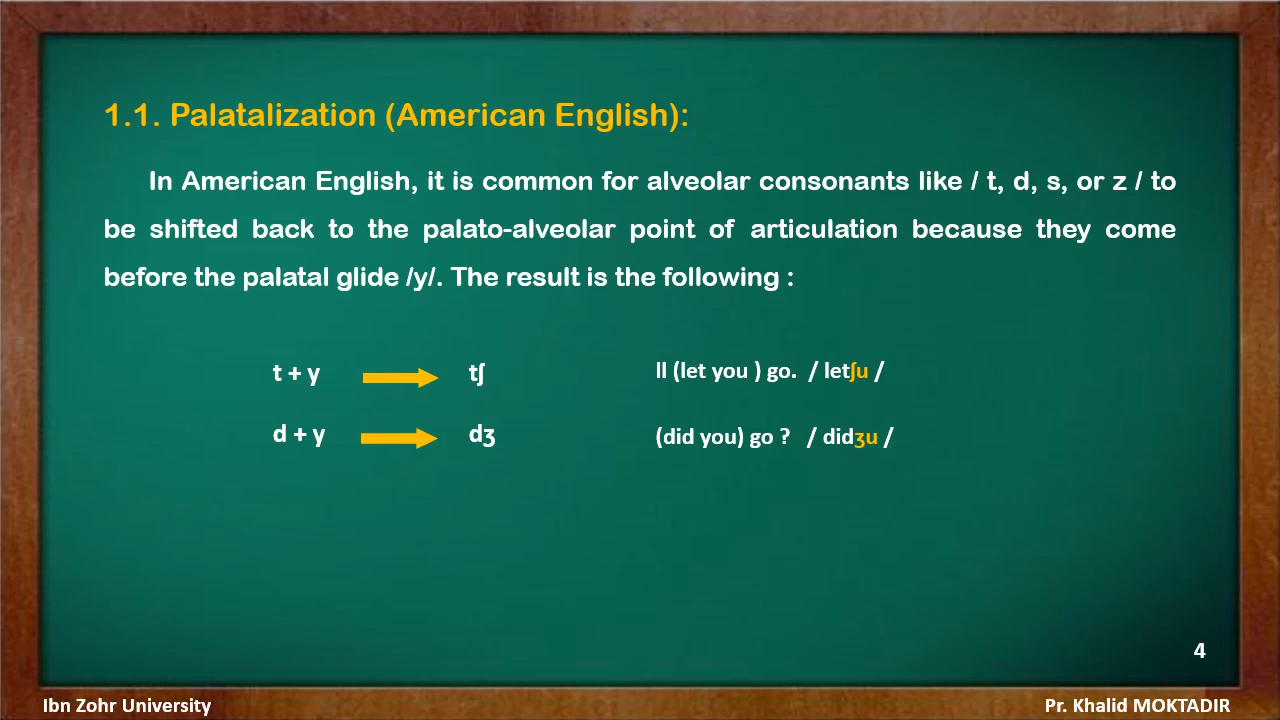 1.1. Palatalization (American English):
In American English, it is common for alveolar consonants like / t, d, s, or z / to
be shifted back to the palato-alveolar point of articulation because they come
before the palatal glide /y/. The result is the following :
t + y tʃ ll (let you ) go. / letʃu /
d + y dʒ (did you) go ? / didʒu /
4
Ibn Zohr University Pr. Khalid MOKTADIR